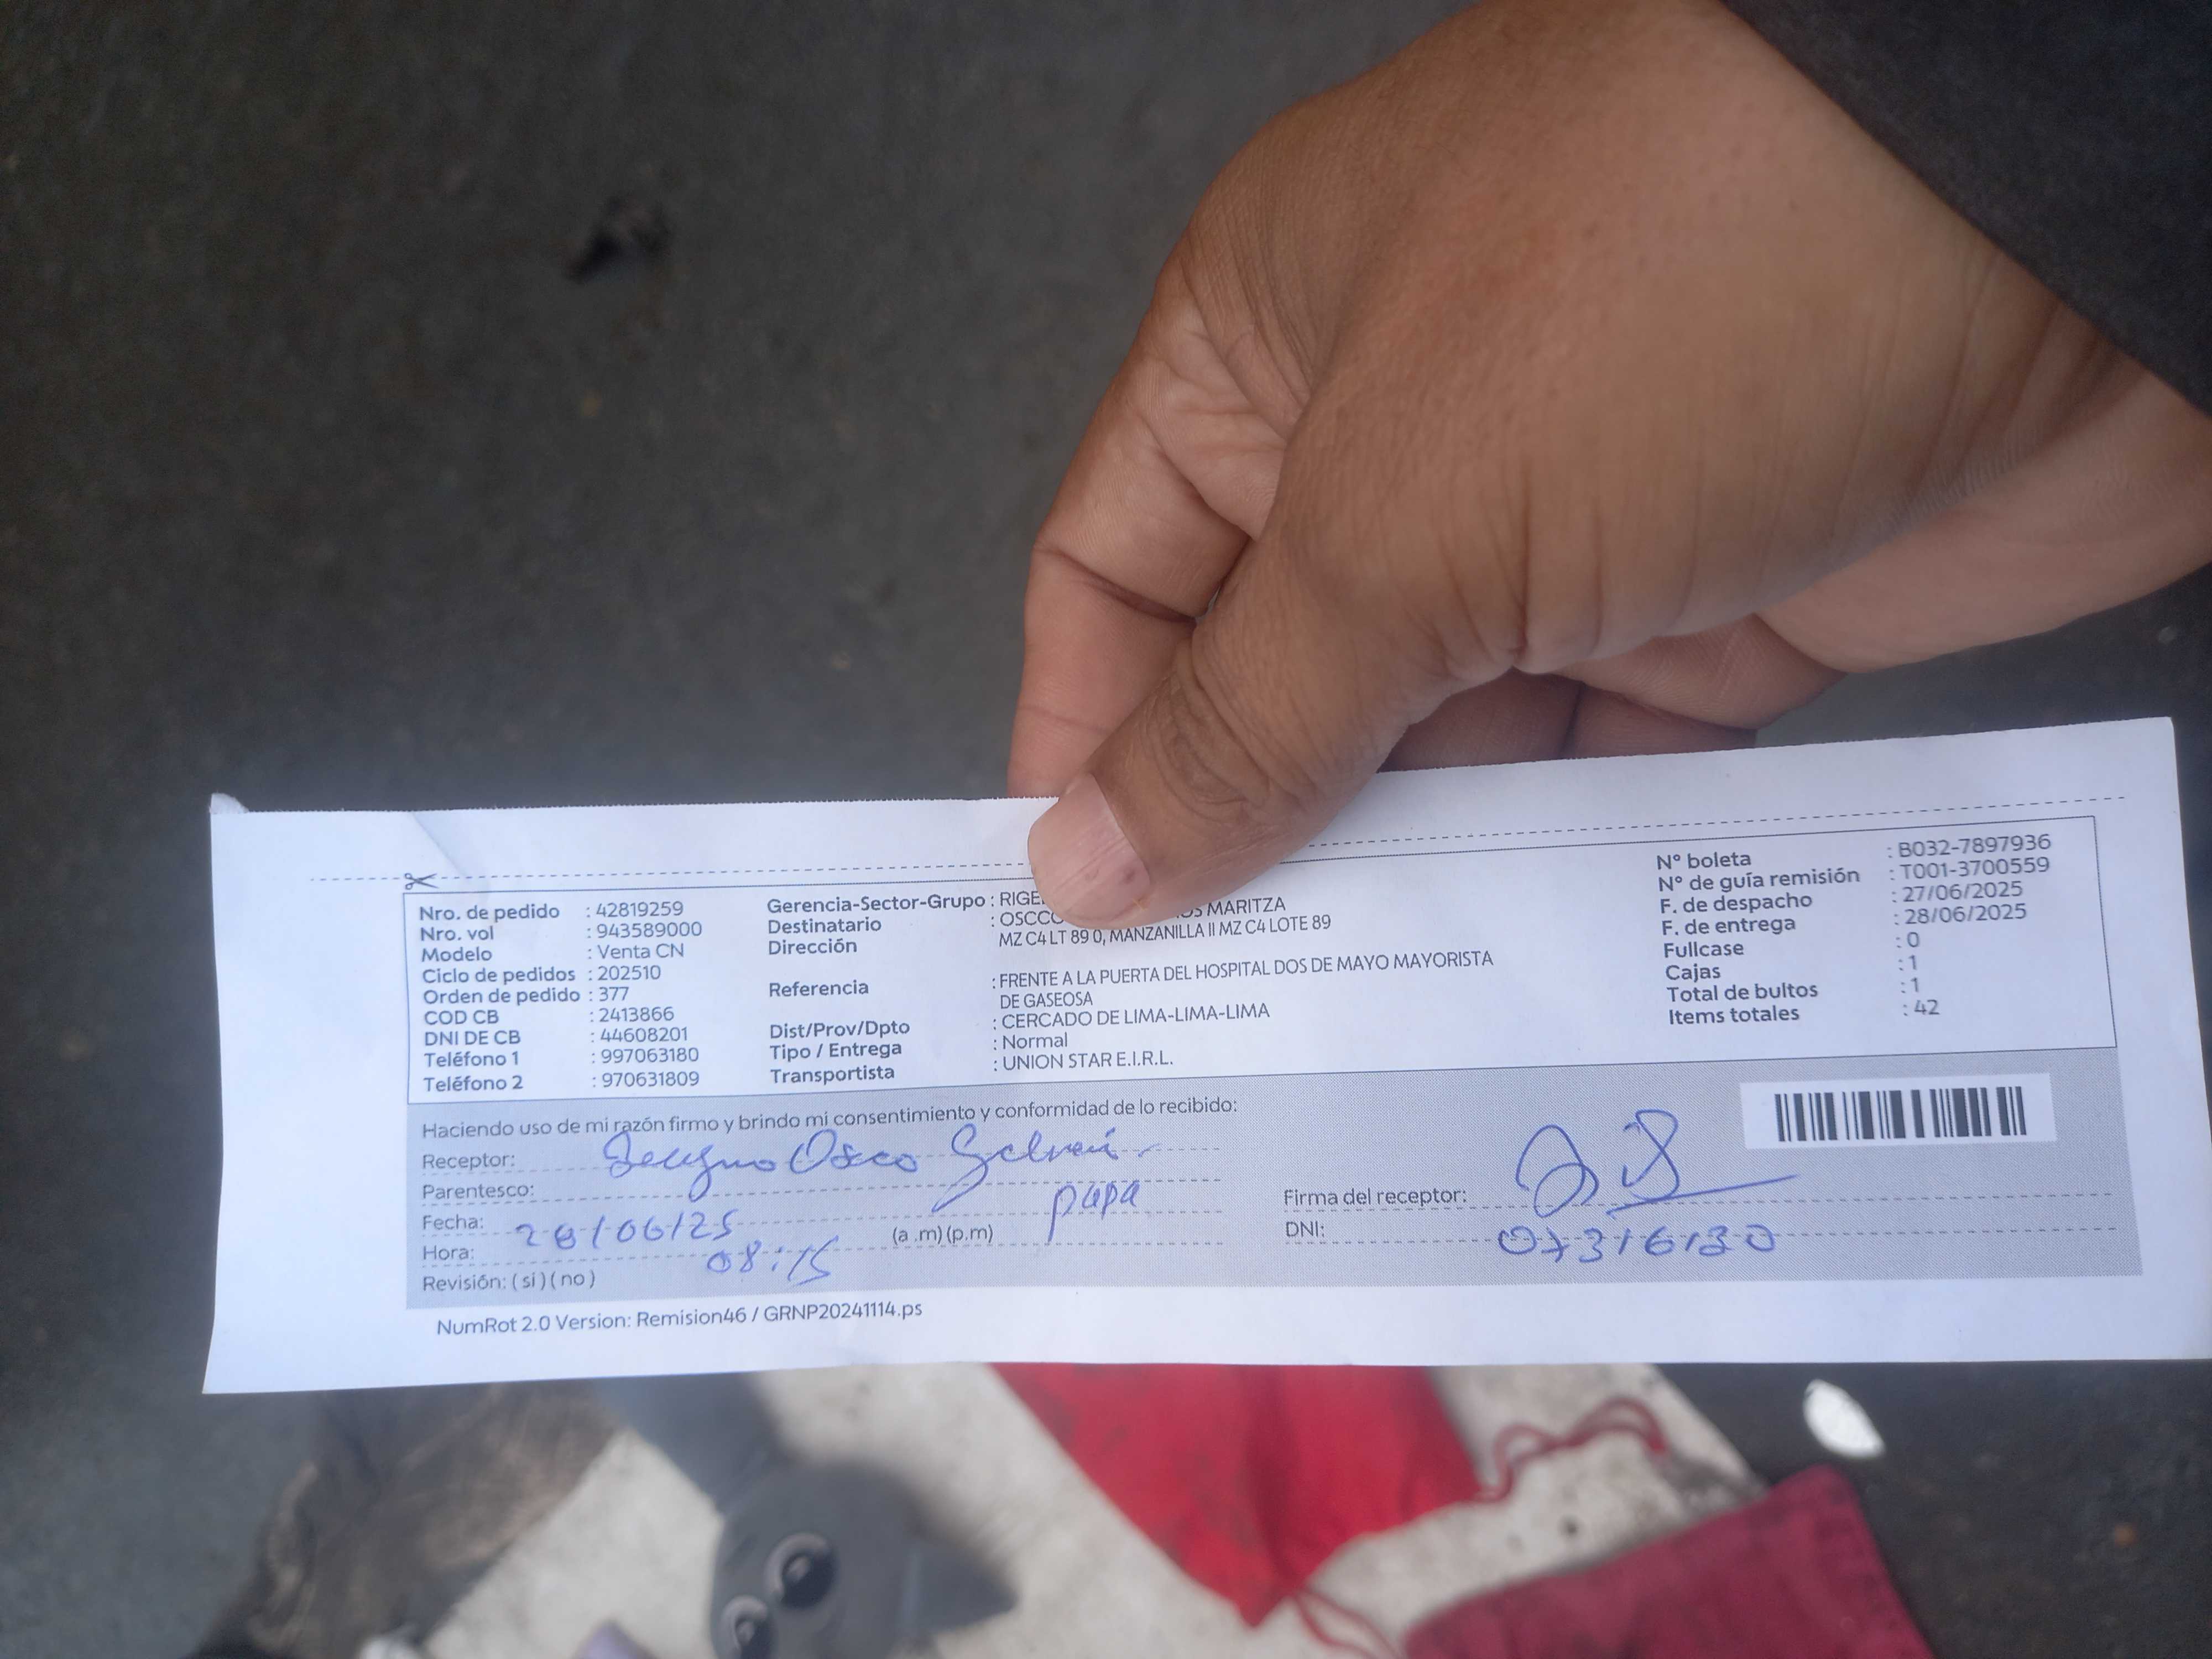 Nro. de pedido : 42819259
Nro. vol : 943589000
Modelo : Venta CN
Ciclo de pedidos : 202510
Orden de pedido : 377
COD CB : 2413866
DNI DE CB : 44608201
Teléfono 1 : 997063180
Teléfono 2 : 970631809
Gerencia-Sector-Grupo :
Destinatario : MARITZA
Dirección MZ C4 LT 89 0, MANZANILLA II MZ C4 LOTE 89
Referencia : FRENTE A LA PUERTA DEL HOSPITAL DOS DE MAYO MAYORISTA
DE GASEOSA
Dist/Prov/Dpto : CERCADO DE LIMA-LIMA-LIMA
Tipo / Entrega : Normal
Transportista : UNION STAR E.I.R.L.
N° boleta : B032-7897936
N° de guía remisión : T001-3700559
F. de despacho : 27/06/2025
F. de entrega : 28/06/2025
Fullcase : 0
Cajas : 1
Total de bultos : 1
Items totales : 42
Haciendo uso de mi razón firmo y brindo mi consentimiento y conformidad de lo recibido:
Receptor: Osco
Parentesco: papa
Fecha: 28/06/25
Hora: 08:15 (a .m) (p.m)
Revisión: ( si ) ( no )
Firma del receptor:
DNI: 07316130
NumRot 2.0 Version: Remision46 / GRNP20241114.ps